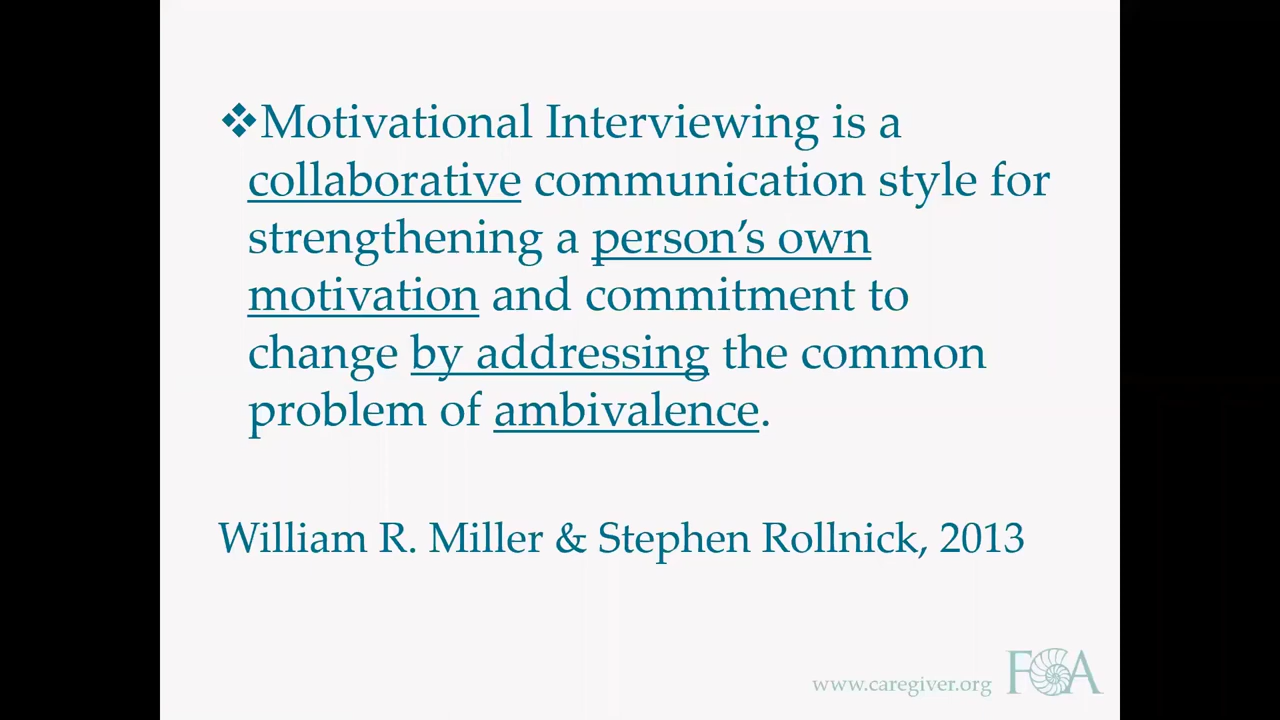 ❖Motivational Interviewing is a
collaborative communication style for
strengthening a person's own
motivation and commitment to
change by addressing the common
problem of ambivalence.
William R. Miller & Stephen Rollnick, 2013
www.caregiver.org FCA